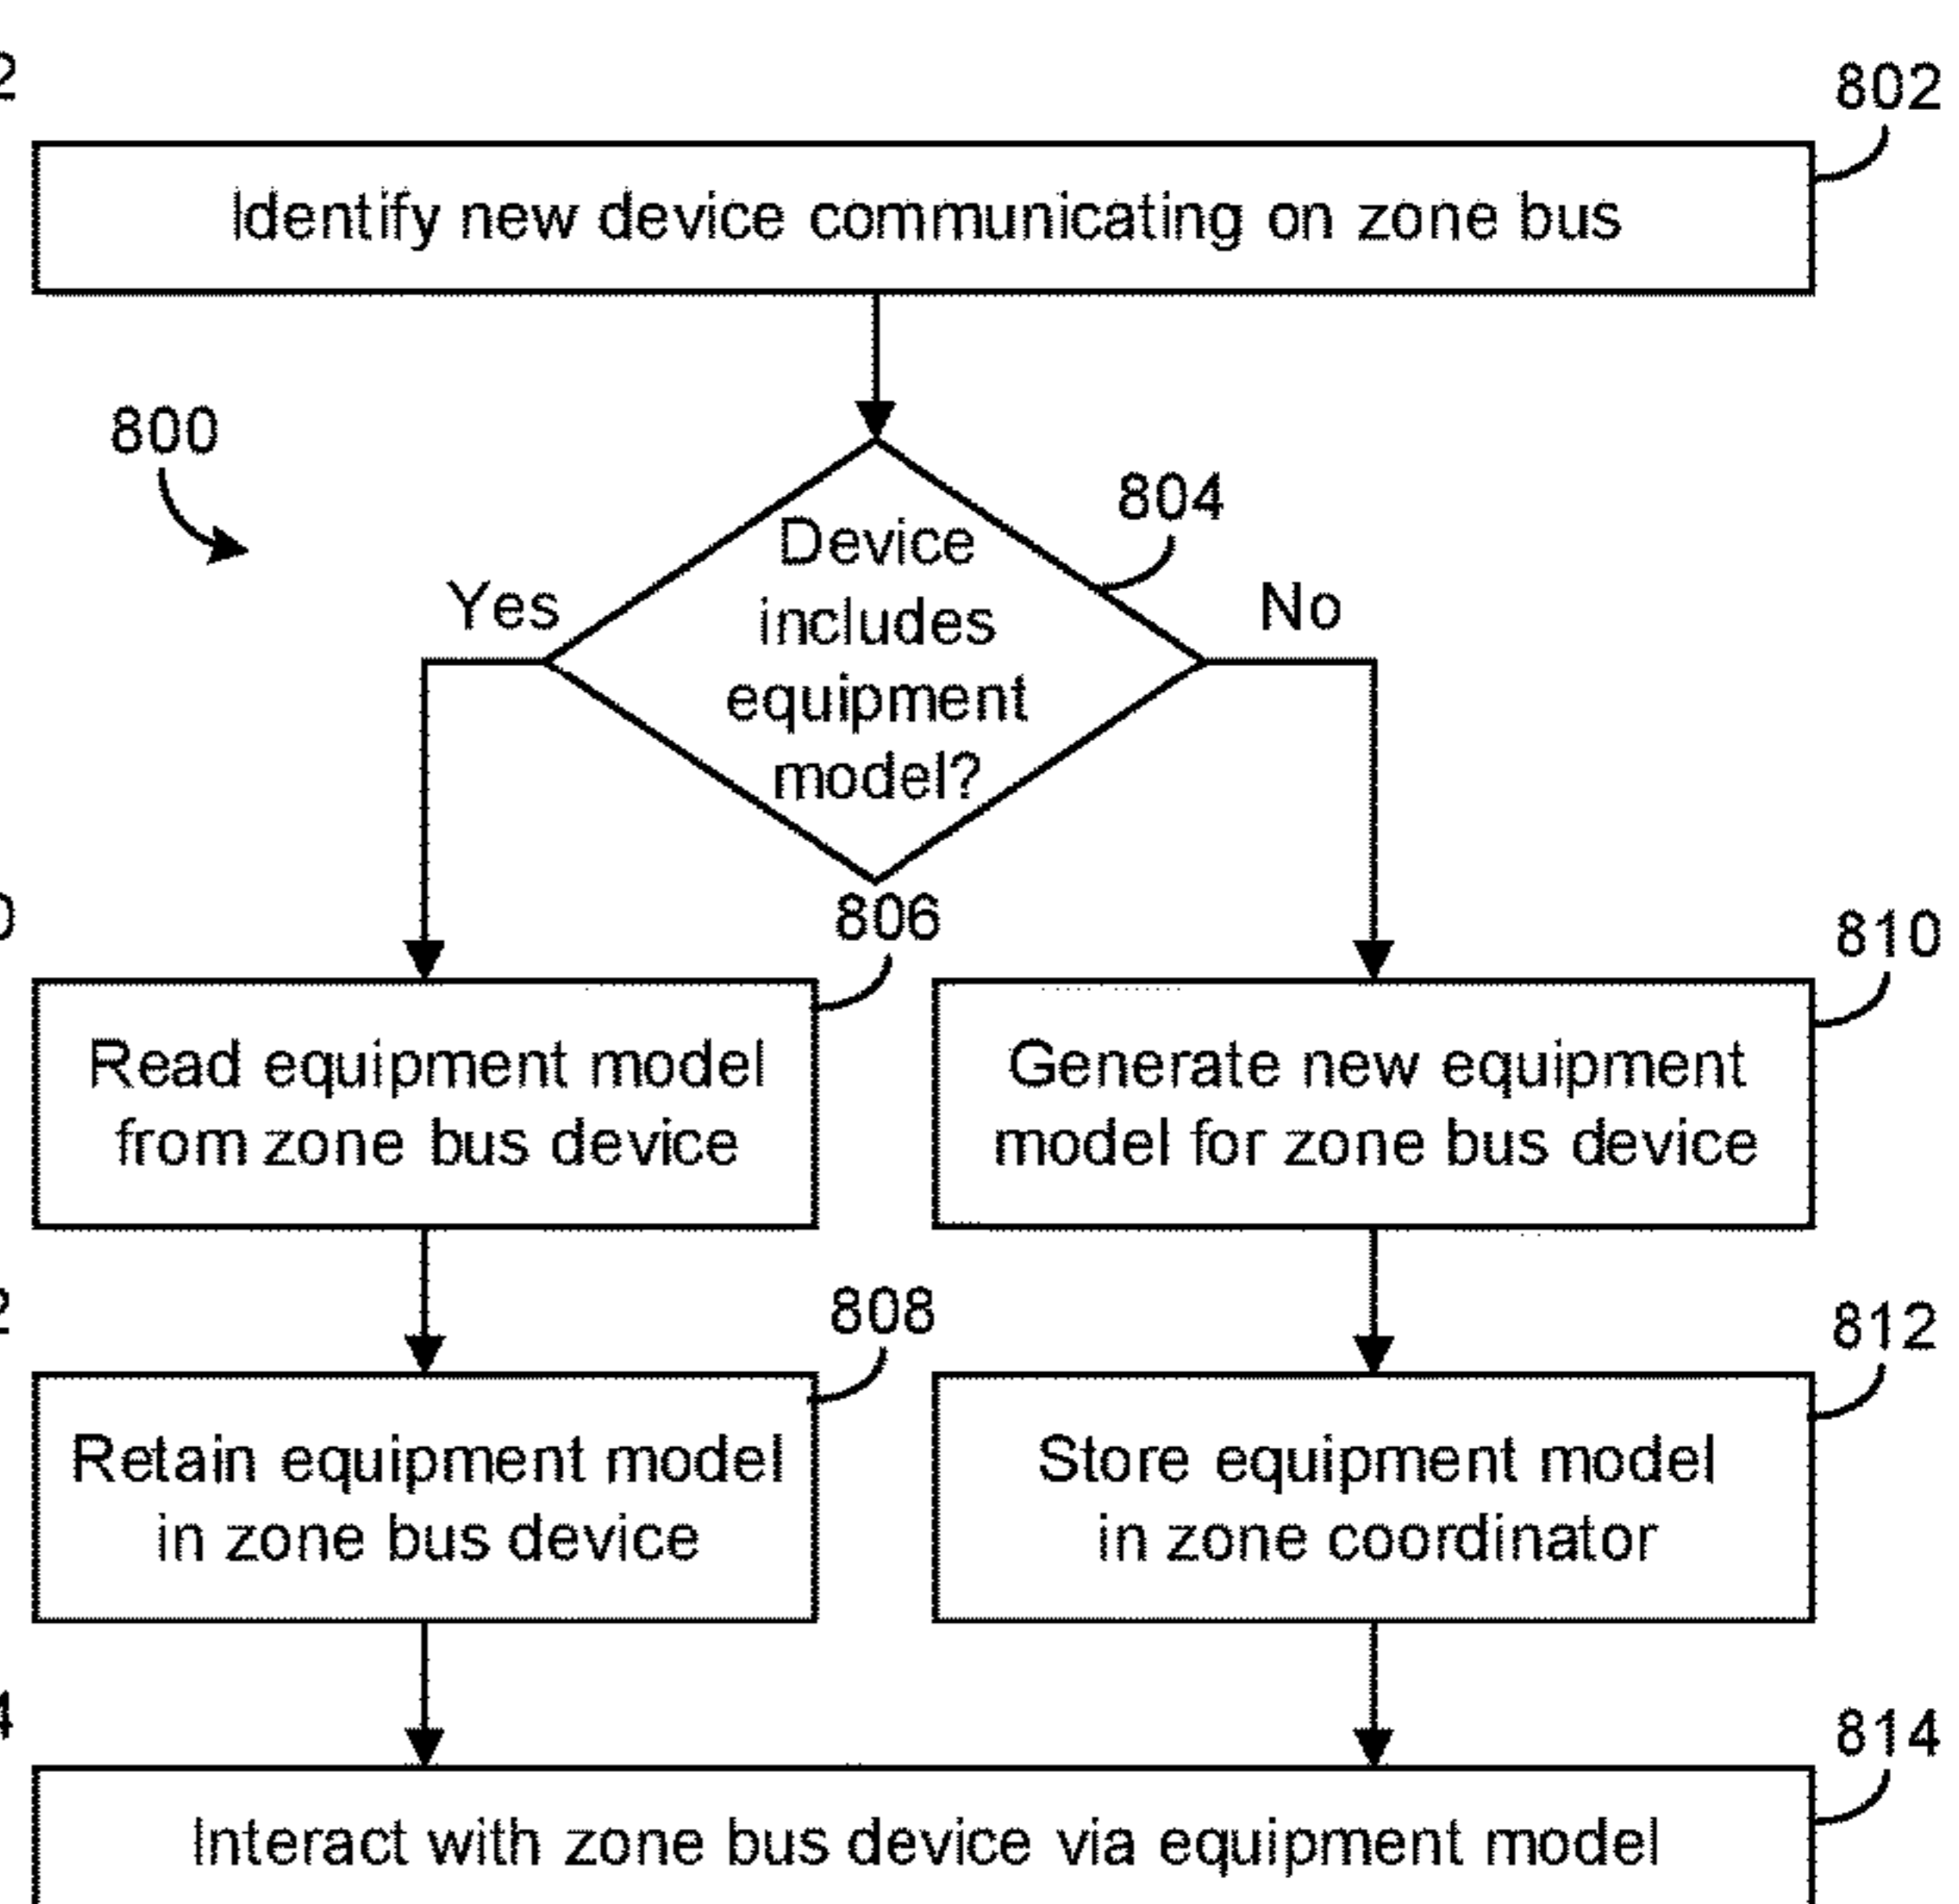 802
Identify new device communicating on zone bus
800
804
Device
includes
equipment
model?
Yes
No
806
810
Read equipment model
from zone bus device
Generate new equipment
model for zone bus device
808
812
Retain equipment model
in zone bus device
Store equipment model
in zone coordinator
814
Interact with zone bus device via equipment model